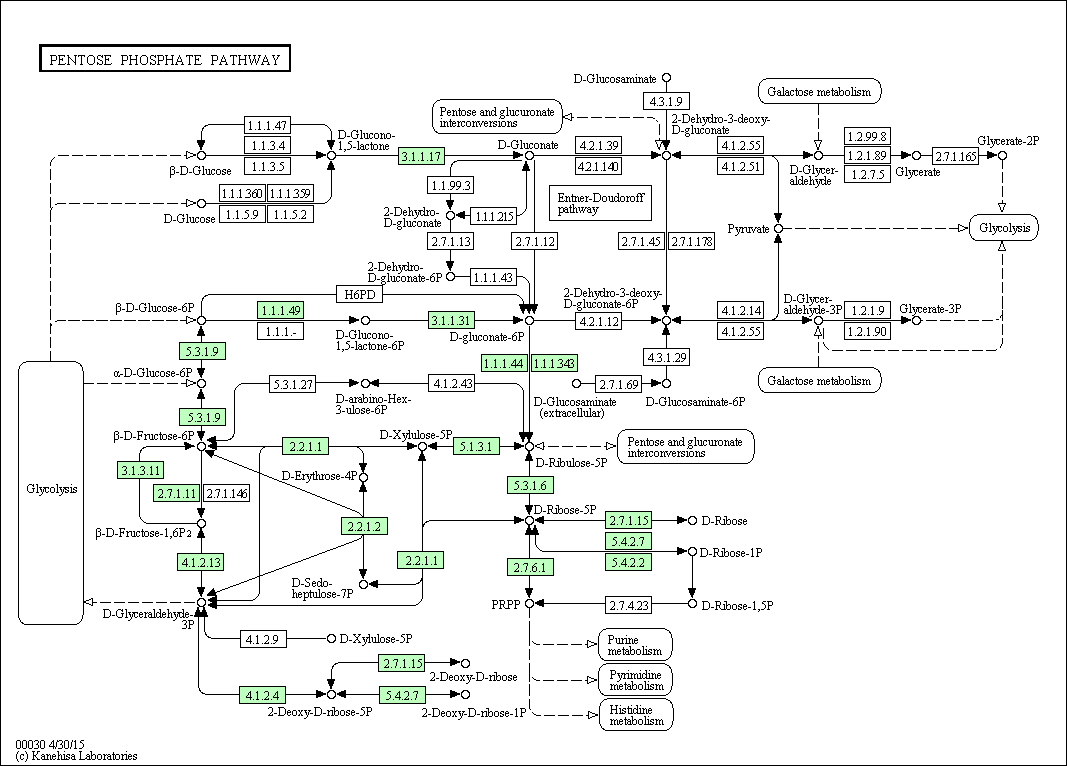 PENTOSE PHOSPHATE PATHWAY
D-Glucosaminate
4.3.1.9
Galactose metabolism
Pentose and glucuronate
interconversions
2-Dehydro-3-deoxy-
D-gluconate
1.1.1.47
D-Glucono-
1,5-lactone
1.1.3.4
1.1.3.5
β-D-Glucose
3.1.1.17
D-Gluconate
4.2.1.39
4.2.1.140
4.1.2.55
4.1.2.51
D-Glycer-
aldehyde
1.2.99.8
1.2.1.89
1.2.7.5
Glycerate
2.7.1.165
Glycerate-2P
1.1.1.360
1.1.1.359
1.1.5.9
1.1.5.2
D-Glucose
1.1.99.3
2-Dehydro-
D-gluconate
1.1.1.215
Entner-Doudoroff
pathway
Pyruvate
Glycolysis
2.7.1.13
2.7.1.12
2.7.1.45
2.7.1.178
2-Dehydro-
D-gluconate-6P
1.1.1.43
H6PD
β-D-Glucose-6P
1.1.1.49
1.1.1.-
D-Glucono-
1,5-lactone-6P
3.1.1.31
D-gluconate-6P
2-Dehydro-3-deoxy-
D-gluconate-6P
4.2.1.12
4.1.2.14
4.1.2.55
D-Glycer-
aldehyde-3P
1.2.1.9
1.2.1.90
Glycerate-3P
5.3.1.9
1.1.1.44
1.1.1.343
4.3.1.29
Galactose metabolism
α-D-Glucose-6P
5.3.1.27
D-arabino-Hex-
3-ulose-6P
4.1.2.43
2.7.1.69
D-Glucosaminate
(extracellular)
D-Glucosaminate-6P
5.3.1.9
β-D-Fructose-6P
2.2.1.1
D-Xylulose-5P
5.1.3.1
D-Ribulose-5P
Pentose and glucuronate
interconversions
3.1.3.11
D-Erythrose-4P
5.3.1.6
Glycolysis
2.7.1.11
2.7.1.146
D-Ribose-5P
β-D-Fructose-1,6P2
2.2.1.2
2.7.1.15
D-Ribose
5.4.2.7
5.4.2.2
D-Ribose-1P
4.1.2.13
2.2.1.1
2.7.6.1
D-Sedo-
heptulose-7P
D-Glyceraldehyde-
3P
PRPP
2.7.4.23
D-Ribose-1,5P
4.1.2.9
D-Xylulose-5P
Purine
metabolism
2.7.1.15
2-Deoxy-D-ribose
Pyrimidine
metabolism
4.1.2.4
2-Deoxy-D-ribose-5P
5.4.2.7
2-Deoxy-D-ribose-1P
Histidine
metabolism
00030 4/30/15
(c) Kanehisa Laboratories